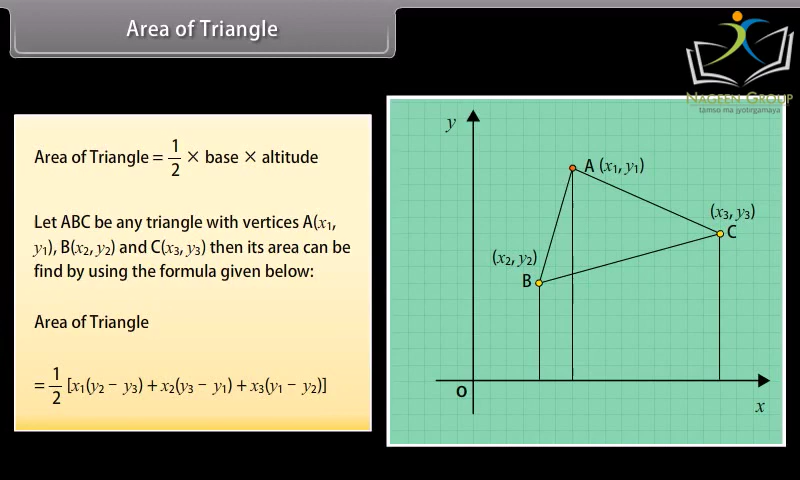 Area of Triangle
NAGEEN GROUP
tamso ma jyotirgamaya
Area of Triangle = 1/2 × base × altitude
Let ABC be any triangle with vertices A(x₁,
y₁), B(x₂, y₂) and C(x₃, y₃) then its area can be
find by using the formula given below:
Area of Triangle
= 1/2 [x₁(y₂ − y₃) + x₂(y₃ − y₁) + x₃(y₁ − y₂)]
y
A (x₁, y₁)
(x₃, y₃)
C
(x₂, y₂)
B
O
x